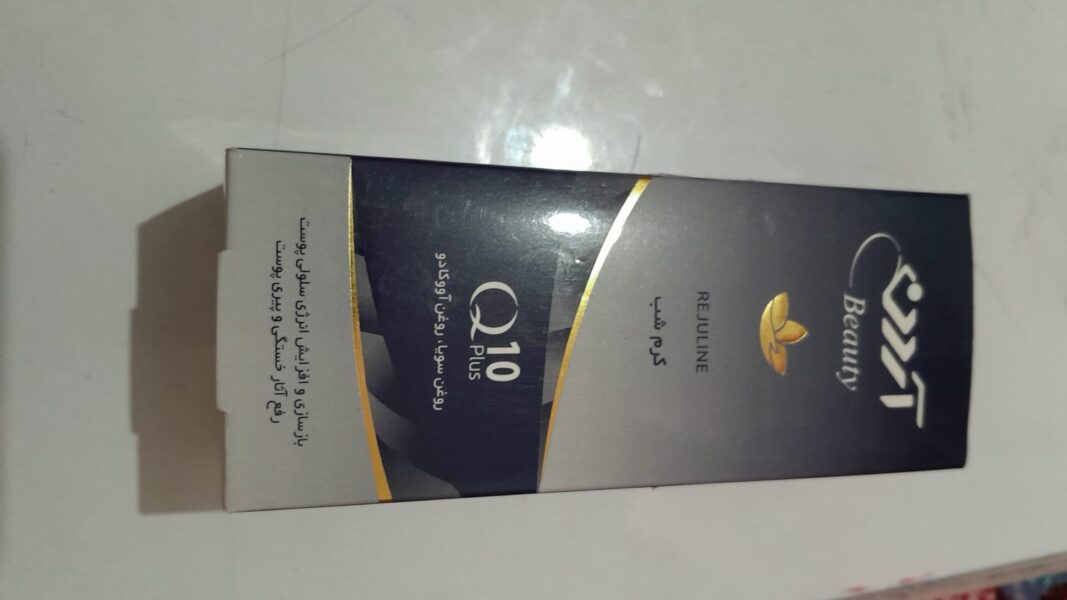 آردن
Beauty
REJULINE
کرم شب
Q10
Plus
روغن سویا، روغن آووکادو
بازسازی و افزایش انرژی سلولی پوست
رفع آثار خستگی و پیری پوست